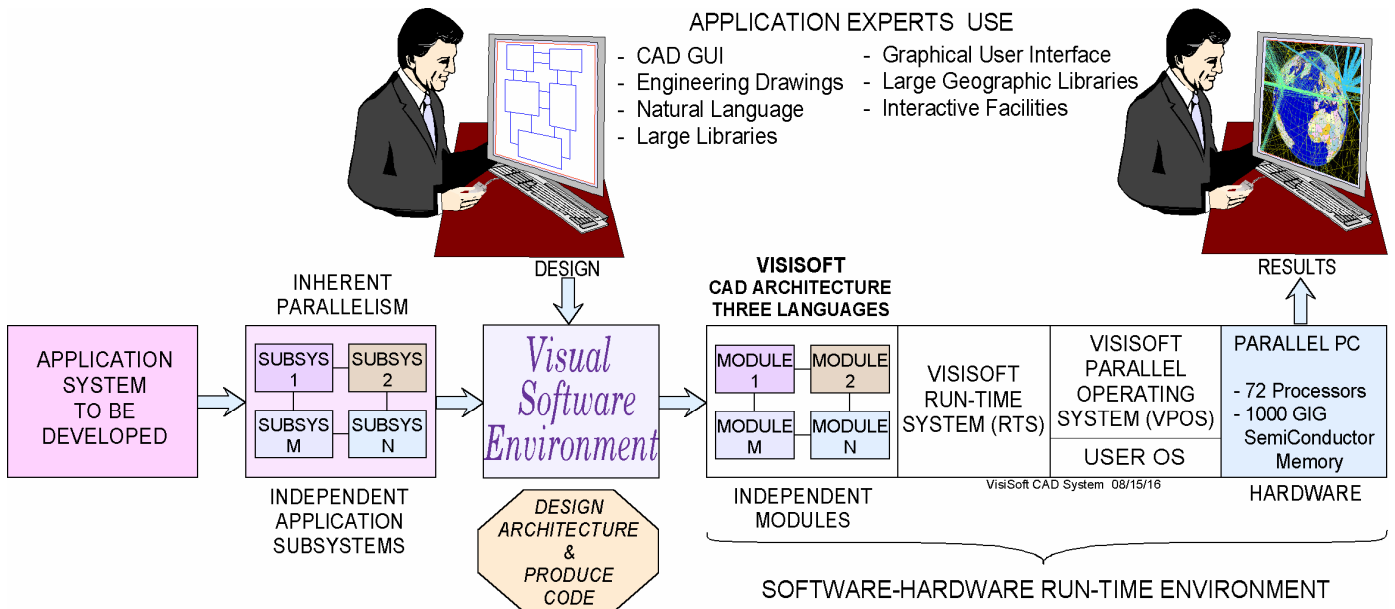 APPLICATION EXPERTS USE
- CAD GUI
- Engineering Drawings
- Natural Language
- Large Libraries
- Graphical User Interface
- Large Geographic Libraries
- Interactive Facilities
DESIGN
RESULTS
APPLICATION
SYSTEM
TO BE
DEVELOPED
INHERENT
PARALLELISM
SUBSYS
1
SUBSYS
2
SUBSYS
M
SUBSYS
N
INDEPENDENT
APPLICATION
SUBSYSTEMS
Visual
Software
Environment
DESIGN
ARCHITECTURE
&
PRODUCE
CODE
VISISOFT
CAD ARCHITECTURE
THREE LANGUAGES
MODULE
1
MODULE
2
MODULE
M
MODULE
N
INDEPENDENT
MODULES
VISISOFT
RUN-TIME
SYSTEM (RTS)
VISISOFT
PARALLEL
OPERATING
SYSTEM (VPOS)
USER OS
PARALLEL PC
- 72 Processors
- 1000 GIG
SemiConductor
Memory
VisiSoft CAD System 08/15/16
HARDWARE
SOFTWARE-HARDWARE RUN-TIME ENVIRONMENT